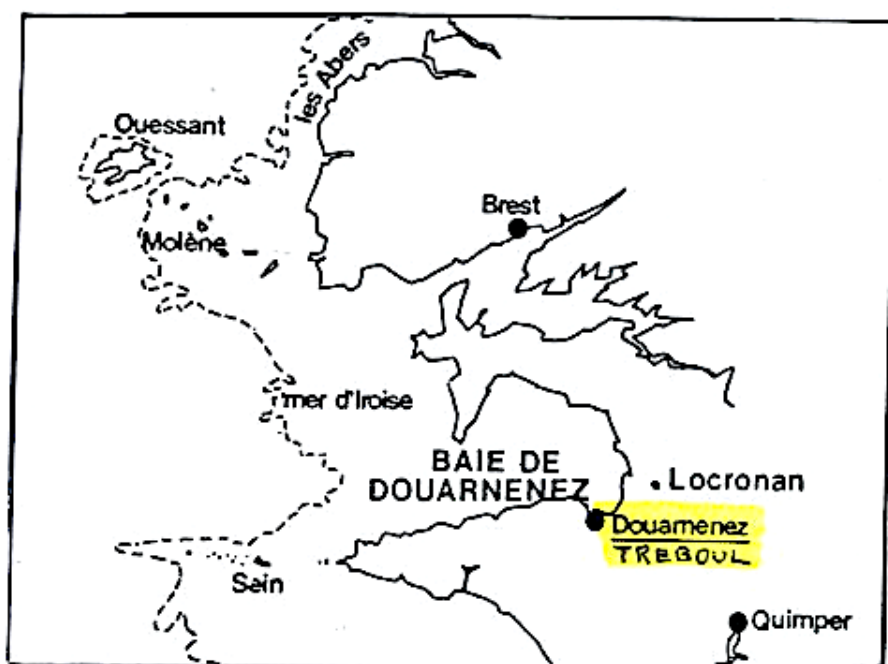 les Abers
Ouessant
Brest
Molène
mer d'Iroise
BAIE DE
DOUARNENEZ
Locronan
Douarnenez
TREBOUL
Sein
Quimper